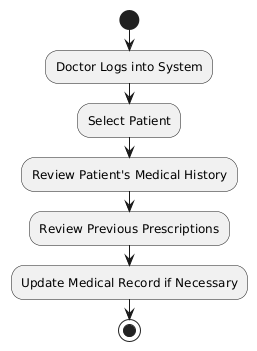 Doctor Logs into System
Select Patient
Review Patient's Medical History
Review Previous Prescriptions
Update Medical Record if Necessary